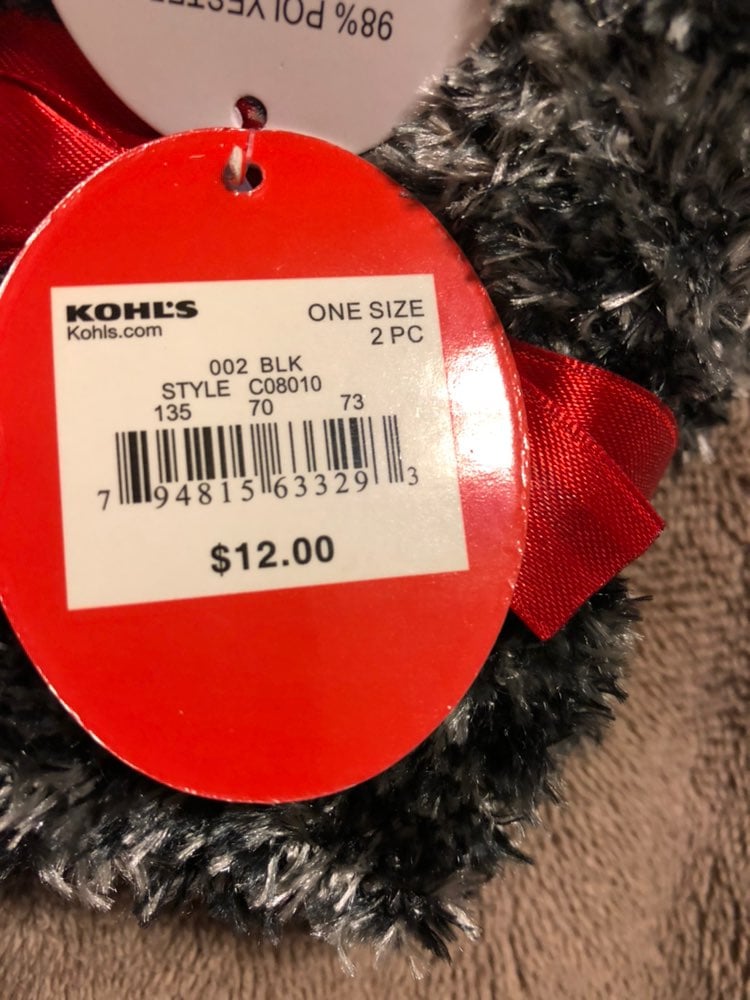 98% POLYESTE
KOHL'S
Kohls.com
ONE SIZE
2 PC
002 BLK
STYLE C08010
135 70 73
7 94815 63329 3
$12.00